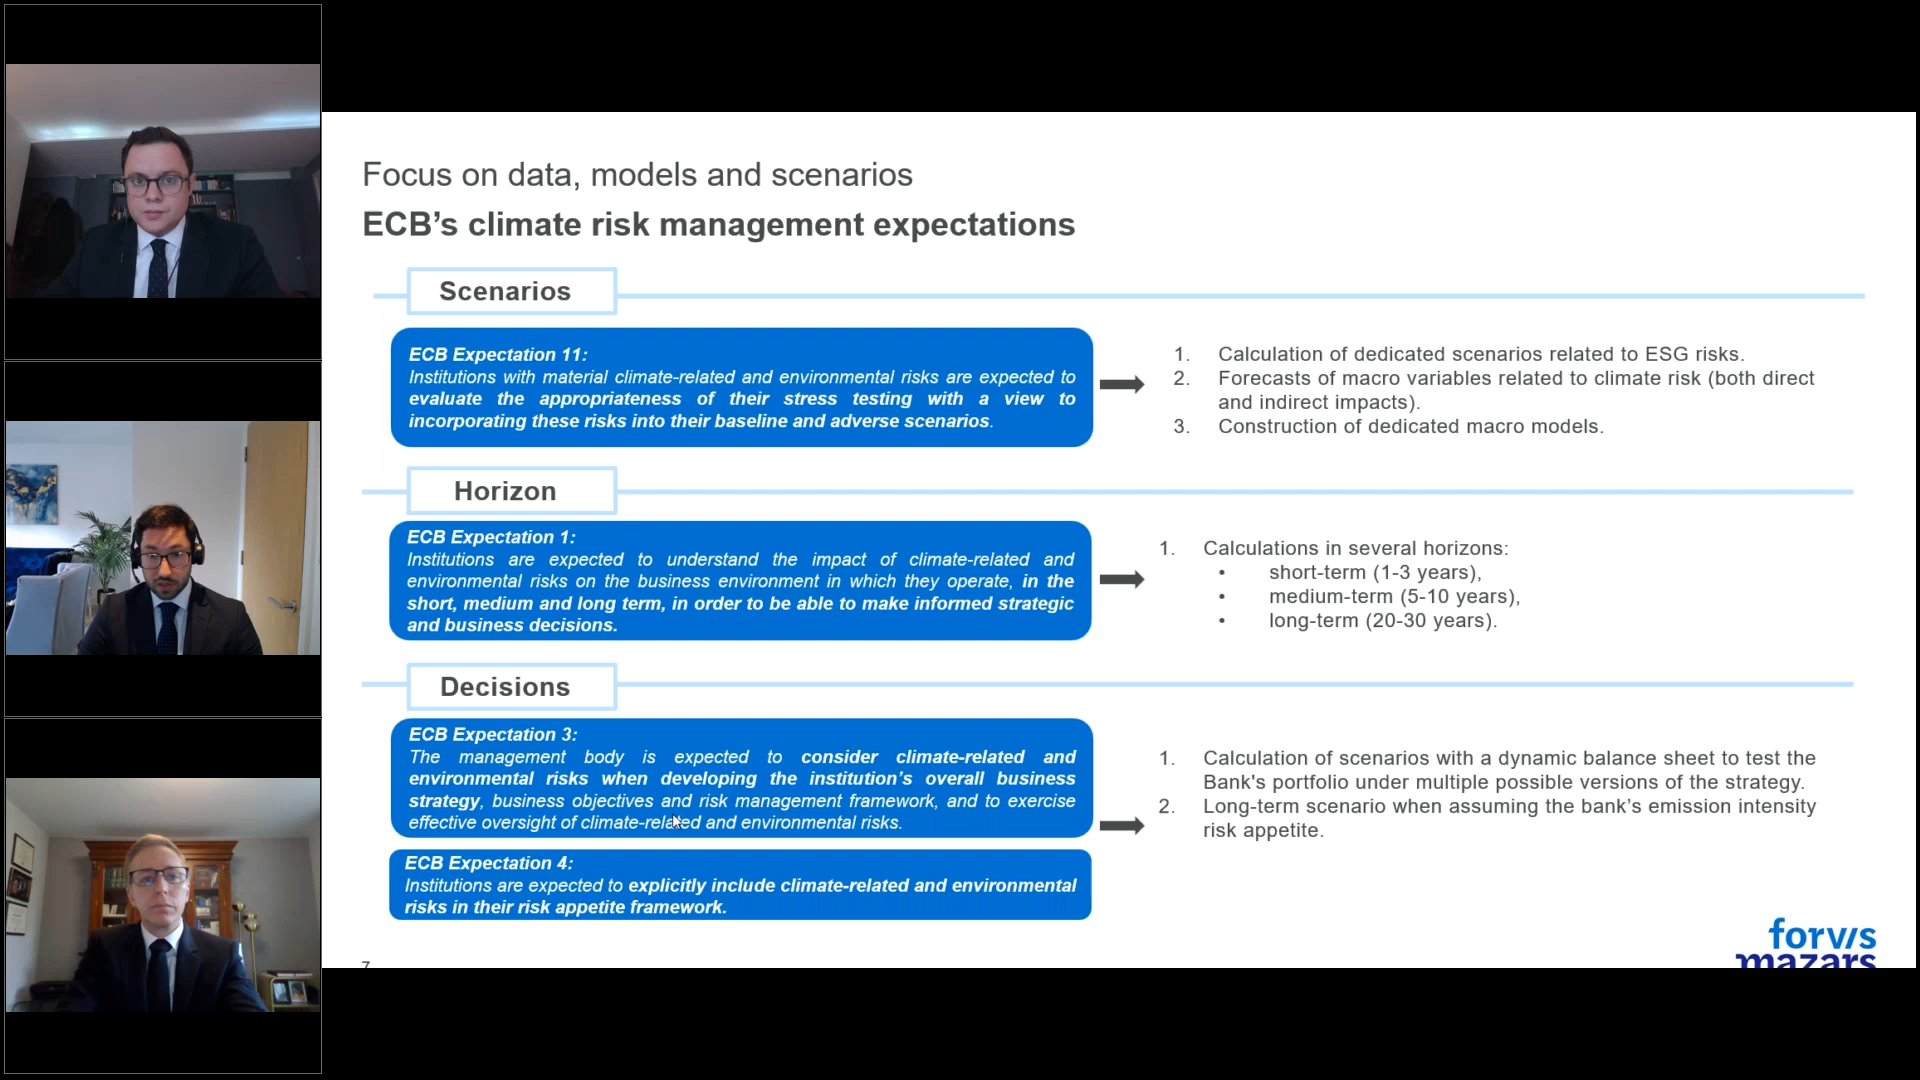 Focus on data, models and scenarios
ECB’s climate risk management expectations
Scenarios
ECB Expectation 11:
Institutions with material climate-related and environmental risks are expected to
evaluate the appropriateness of their stress testing with a view to
incorporating these risks into their baseline and adverse scenarios.
1. Calculation of dedicated scenarios related to ESG risks.
2. Forecasts of macro variables related to climate risk (both direct
and indirect impacts).
3. Construction of dedicated macro models.
Horizon
ECB Expectation 1:
Institutions are expected to understand the impact of climate-related and
environmental risks on the business environment in which they operate, in the
short, medium and long term, in order to be able to make informed strategic
and business decisions.
1. Calculations in several horizons:
• short-term (1-3 years),
• medium-term (5-10 years),
• long-term (20-30 years).
Decisions
ECB Expectation 3:
The management body is expected to consider climate-related and
environmental risks when developing the institution’s overall business
strategy, business objectives and risk management framework, and to exercise
effective oversight of climate-related and environmental risks.
ECB Expectation 4:
Institutions are expected to explicitly include climate-related and environmental
risks in their risk appetite framework.
1. Calculation of scenarios with a dynamic balance sheet to test the
Bank's portfolio under multiple possible versions of the strategy.
2. Long-term scenario when assuming the bank’s emission intensity
risk appetite.
7
forvis
mazars